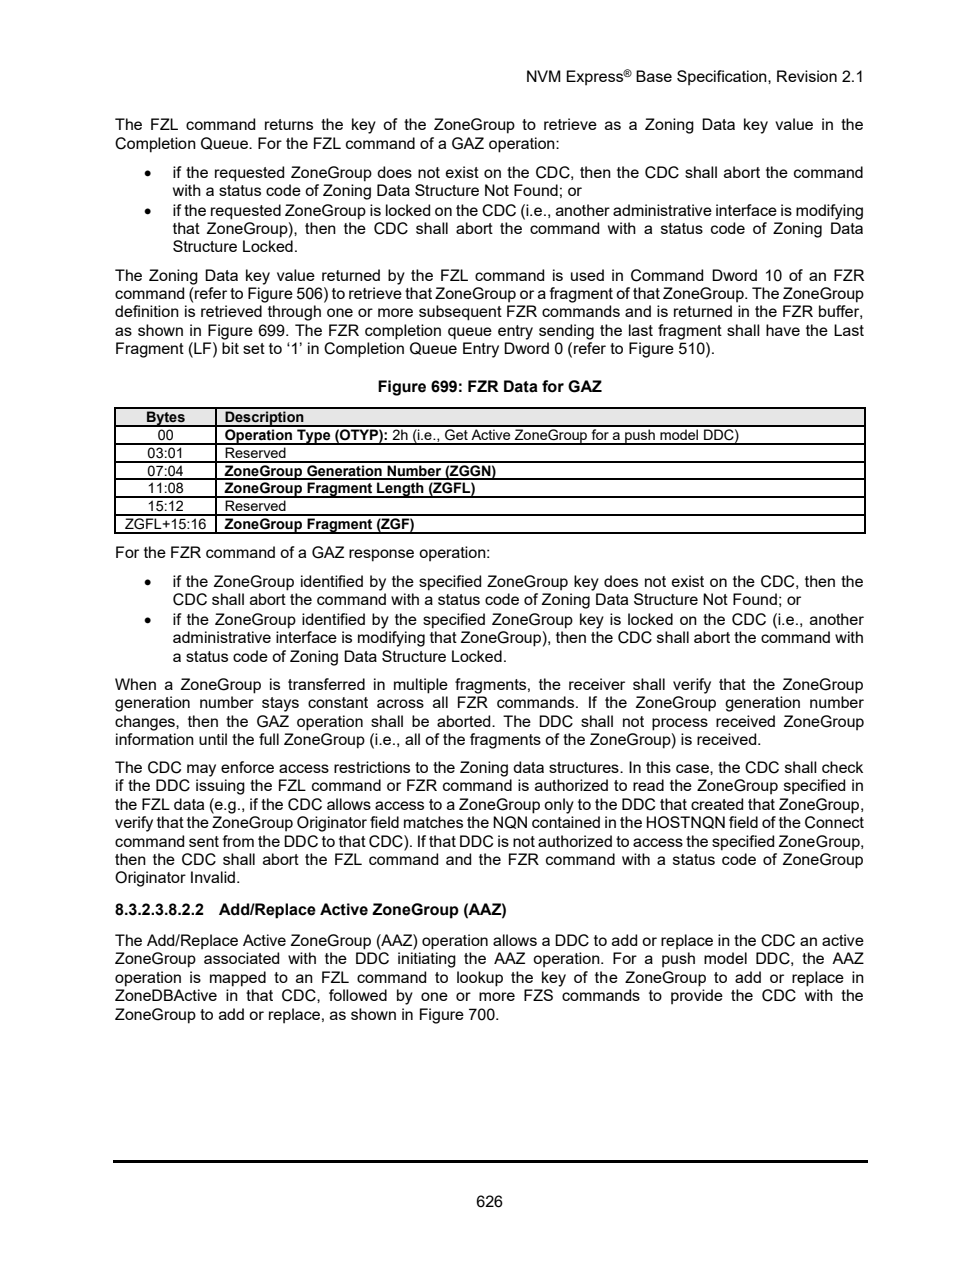 NVM Express® Base Specification, Revision 2.1
The FZL command returns the key of the ZoneGroup to retrieve as a Zoning Data key value in the
Completion Queue. For the FZL command of a GAZ operation:
• if the requested ZoneGroup does not exist on the CDC, then the CDC shall abort the command
with a status code of Zoning Data Structure Not Found; or
• if the requested ZoneGroup is locked on the CDC (i.e., another administrative interface is modifying
that ZoneGroup), then the CDC shall abort the command with a status code of Zoning Data
Structure Locked.
The Zoning Data key value returned by the FZL command is used in Command Dword 10 of an FZR
command (refer to Figure 506) to retrieve that ZoneGroup or a fragment of that ZoneGroup. The ZoneGroup
definition is retrieved through one or more subsequent FZR commands and is returned in the FZR buffer,
as shown in Figure 699. The FZR completion queue entry sending the last fragment shall have the Last
Fragment (LF) bit set to ‘1’ in Completion Queue Entry Dword 0 (refer to Figure 510).
Figure 699: FZR Data for GAZ
Bytes Description
00 Operation Type (OTYP): 2h (i.e., Get Active ZoneGroup for a push model DDC)
03:01 Reserved
07:04 ZoneGroup Generation Number (ZGGN)
11:08 ZoneGroup Fragment Length (ZGFL)
15:12 Reserved
ZGFL+15:16 ZoneGroup Fragment (ZGF)
For the FZR command of a GAZ response operation:
• if the ZoneGroup identified by the specified ZoneGroup key does not exist on the CDC, then the
CDC shall abort the command with a status code of Zoning Data Structure Not Found; or
• if the ZoneGroup identified by the specified ZoneGroup key is locked on the CDC (i.e., another
administrative interface is modifying that ZoneGroup), then the CDC shall abort the command with
a status code of Zoning Data Structure Locked.
When a ZoneGroup is transferred in multiple fragments, the receiver shall verify that the ZoneGroup
generation number stays constant across all FZR commands. If the ZoneGroup generation number
changes, then the GAZ operation shall be aborted. The DDC shall not process received ZoneGroup
information until the full ZoneGroup (i.e., all of the fragments of the ZoneGroup) is received.
The CDC may enforce access restrictions to the Zoning data structures. In this case, the CDC shall check
if the DDC issuing the FZL command or FZR command is authorized to read the ZoneGroup specified in
the FZL data (e.g., if the CDC allows access to a ZoneGroup only to the DDC that created that ZoneGroup,
verify that the ZoneGroup Originator field matches the NQN contained in the HOSTNQN field of the Connect
command sent from the DDC to that CDC). If that DDC is not authorized to access the specified ZoneGroup,
then the CDC shall abort the FZL command and the FZR command with a status code of ZoneGroup
Originator Invalid.
8.3.2.3.8.2.2 Add/Replace Active ZoneGroup (AAZ)
The Add/Replace Active ZoneGroup (AAZ) operation allows a DDC to add or replace in the CDC an active
ZoneGroup associated with the DDC initiating the AAZ operation. For a push model DDC, the AAZ
operation is mapped to an FZL command to lookup the key of the ZoneGroup to add or replace in
ZoneDBActive in that CDC, followed by one or more FZS commands to provide the CDC with the
ZoneGroup to add or replace, as shown in Figure 700.
626